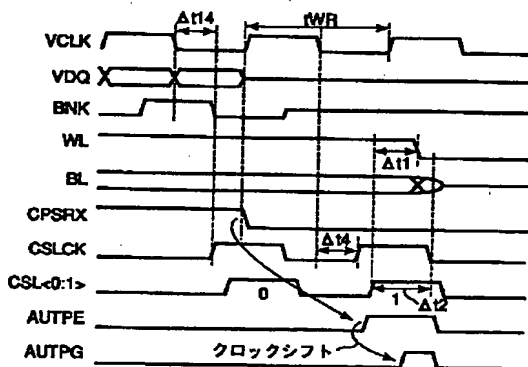 Δt14
tWR
VCLK
VDQ
BNK
WL
Δt1
BL
CPSRX
Δt4
CSLCK
CSL<0:1>
0
1
Δt2
AUTPE
クロックシフト
AUTPG